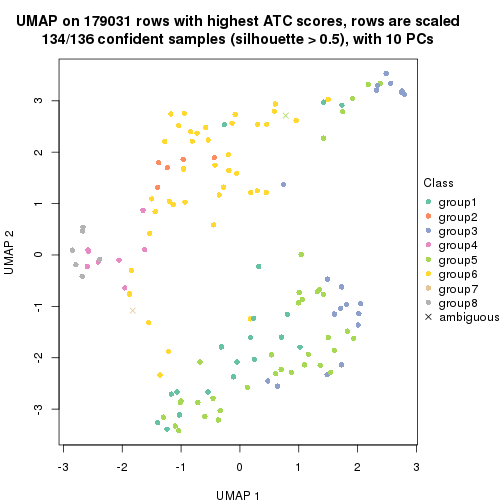 UMAP on 179031 rows with highest ATC scores, rows are scaled
134/136 confident samples (silhouette > 0.5), with 10 PCs
UMAP 2
3
2
1
0
-1
-2
-3
-3
-2
-1
0
1
2
3
UMAP 1
Class
group1
group2
group3
group4
group5
group6
group7
group8
ambiguous